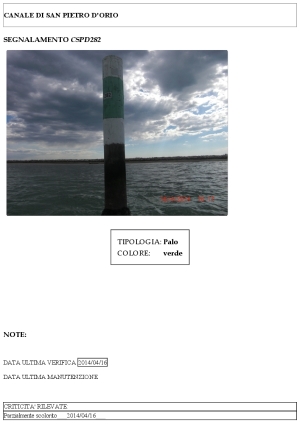 CANALE DI SAN PIETRO D'ORIO
SEGNALAMENTO CSPD282
TIPOLOGIA: Palo
COLORE: verde
NOTE:
DATA ULTIMA VERIFICA 2014/04/16
DATA ULTIMA MANUTENZIONE
CRITICITA' RILEVATE
Parzialmente scolorito 2014/04/16